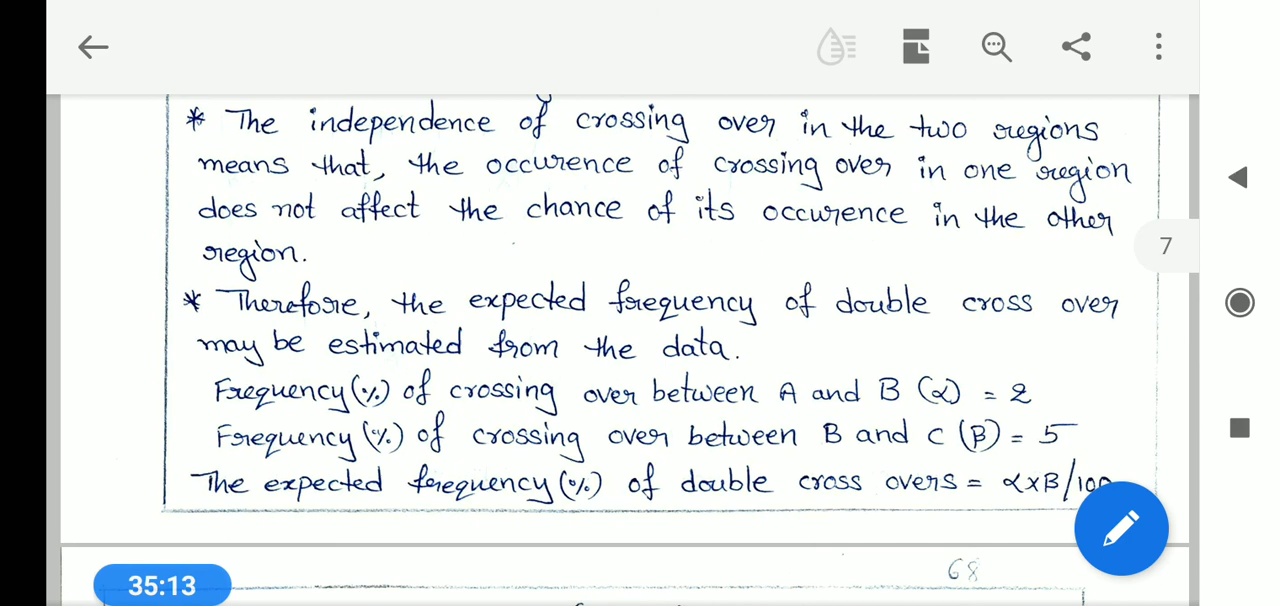 * The independence of crossing over in the two regions
means that, the occurence of crossing over in one region
does not affect the chance of its occurence in the other
region.
7
* Therefore, the expected frequency of double cross over
may be estimated from the data.
Frequency (%) of crossing over between A and B (α) = 2
Frequency (%) of crossing over between B and C (β) = 5
The expected frequency (%) of double cross overs = α×β/100
68
35:13